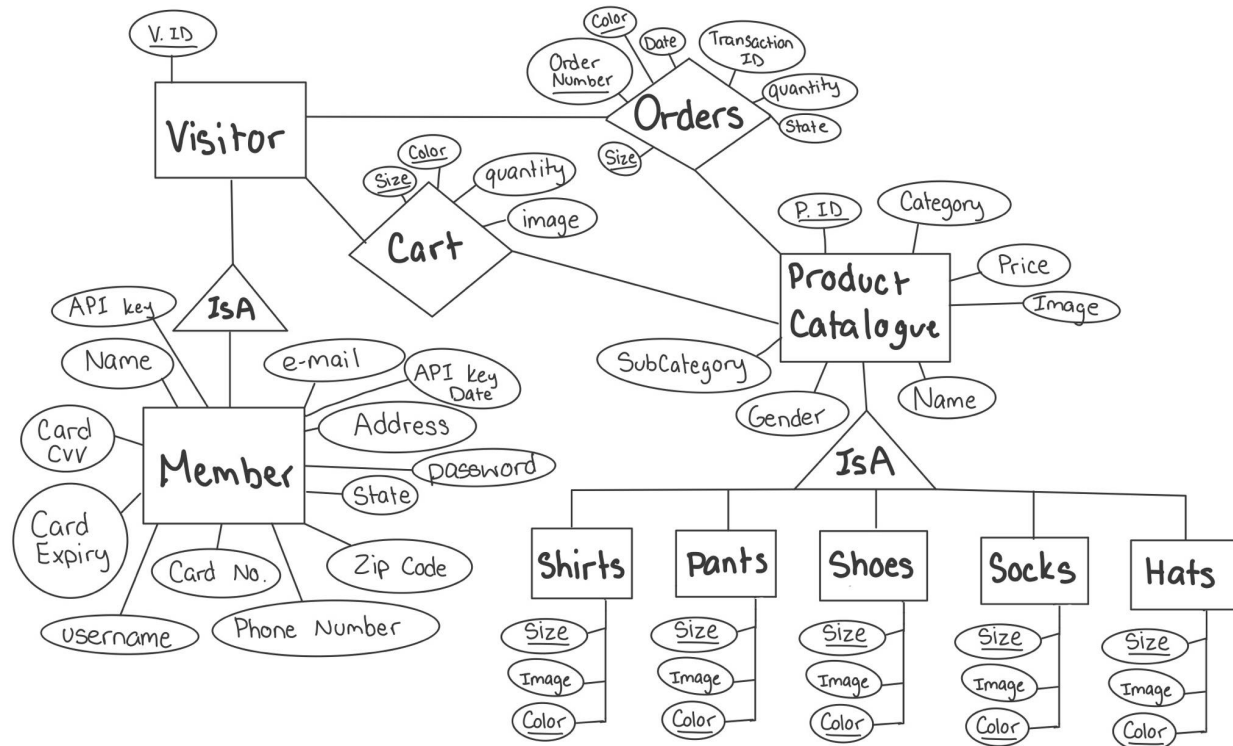 V. ID
Visitor
Color
Date
Transaction
ID
Order
Number
quantity
State
Orders
Size
Color
Size
quantity
image
Cart
P. ID
Category
Price
Image
Product
Catalogue
SubCategory
Gender
Name
IsA
API key
Name
e-mail
API key
Date
Card
CVV
Address
Member
password
State
Card
Expiry
Card No.
Zip Code
username
Phone Number
IsA
Shirts
Pants
Shoes
Socks
Hats
Size
Image
Color
Size
Image
Color
Size
Image
Color
Size
Image
Color
Size
Image
Color